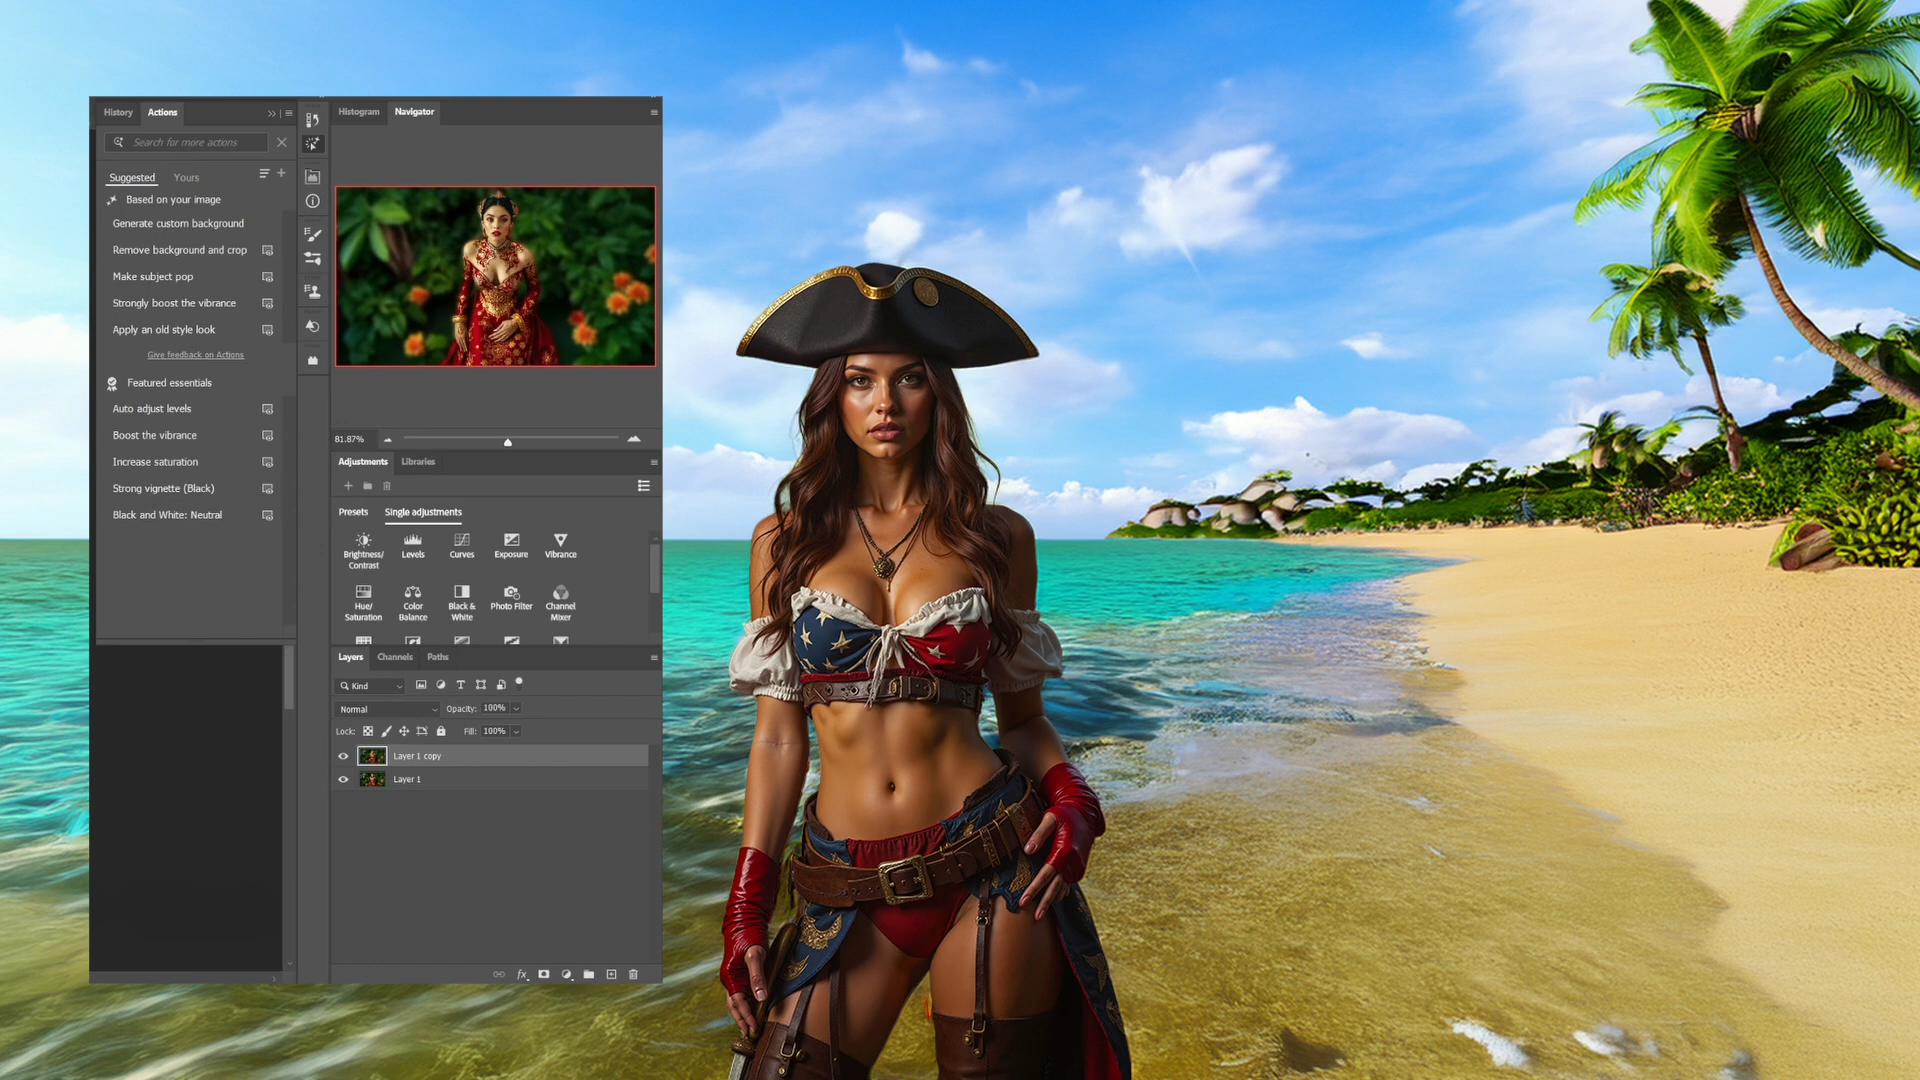 History Actions
Search for more actions
Suggested Yours
Based on your image
Generate custom background
Remove background and crop
Make subject pop
Strongly boost the vibrance
Apply an old style look
Give feedback on Actions
Featured essentials
Auto adjust levels
Boost the vibrance
Increase saturation
Strong vignette (Black)
Black and White: Neutral
Histogram Navigator
81.87%
Adjustments Libraries
Presets Single adjustments
Brightness/ Levels Curves Exposure Vibrance
Contrast
Hue/ Color Black & Photo Filter Channel
Saturation Balance White Mixer
Layers Channels Paths
Kind
Normal Opacity: 100%
Lock: Fill: 100%
Layer 1 copy
Layer 1
fx